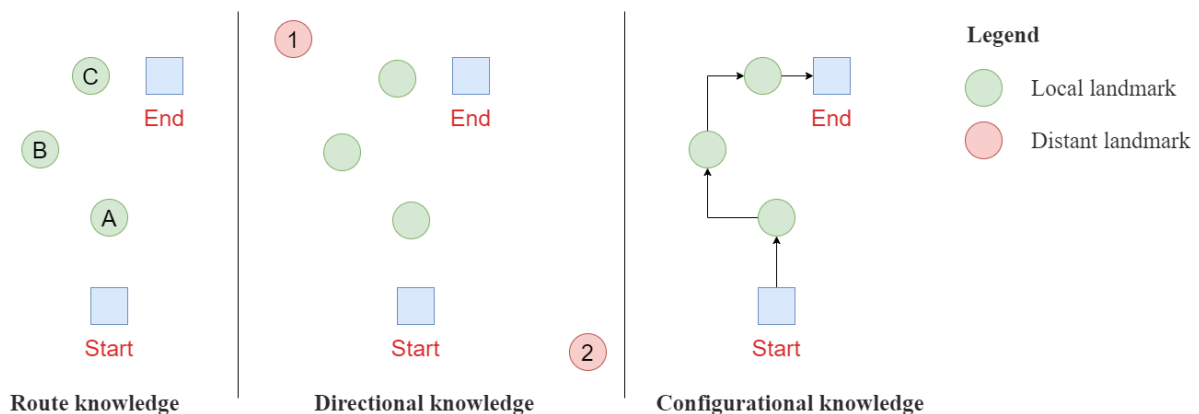 C
End
B
A
Start
Route knowledge
1
End
Start
2
Directional knowledge
End
Start
Configurational knowledge
Legend
Local landmark
Distant landmark